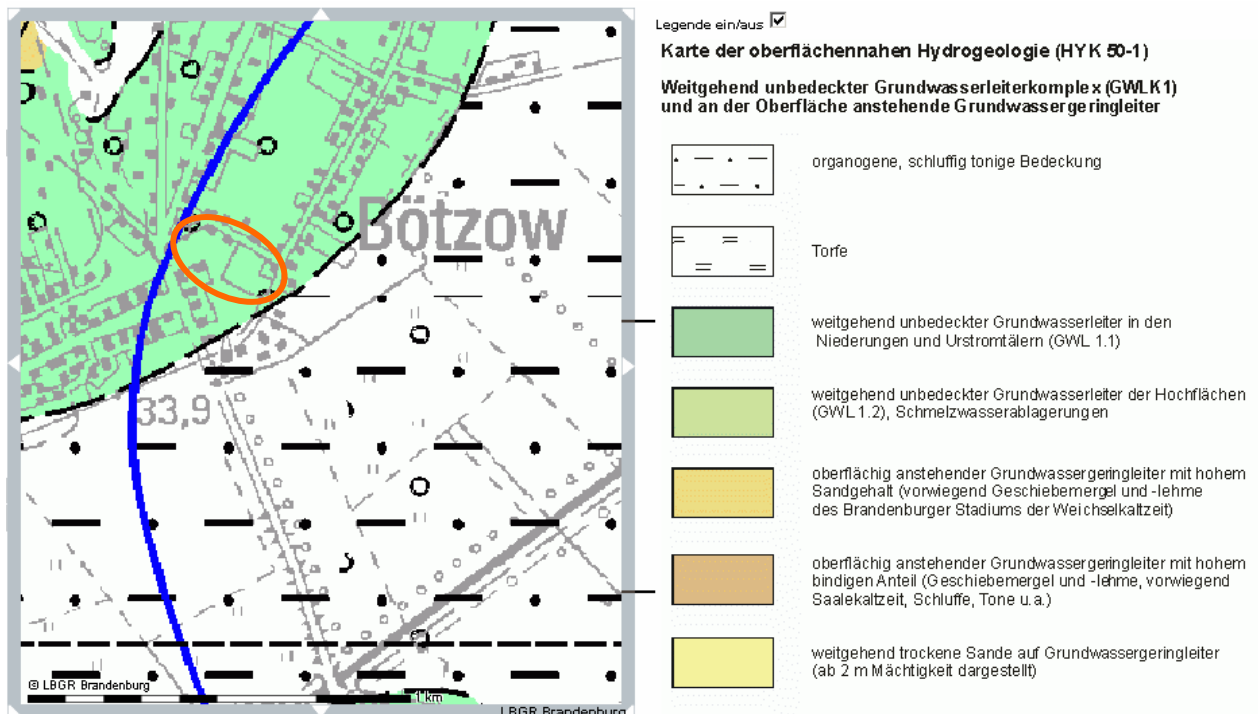 Legende ein/aus
Karte der oberflächennahen Hydrogeologie (HYK 50-1)
Weitgehend unbedeckter Grundwasserleiterkomplex (GWLK1)
und an der Oberfläche anstehende Grundwassergeringleiter
organogene, schluffig tonige Bedeckung
Torfe
weitgehend unbedeckter Grundwasserleiter in den
Niederungen und Urstromtälern (GWL 1.1)
weitgehend unbedeckter Grundwasserleiter der Hochflächen
(GWL 1.2), Schmelzwasserablagerungen
oberflächig anstehender Grundwassergeringleiter mit hohem
Sandgehalt (vorwiegend Geschiebemergel und -lehme
des Brandenburger Stadiums der Weichselkaltzeit)
oberflächig anstehender Grundwassergeringleiter mit hohem
bindigen Anteil (Geschiebemergel und -lehme, vorwiegend
Saalekaltzeit, Schluffe, Tone u.a.)
weitgehend trockene Sande auf Grundwassergeringleiter
(ab 2 m Mächtigkeit dargestellt)
Bötzow
33,9
© LBGR Brandenburg
1 km
LBGR Brandenburg